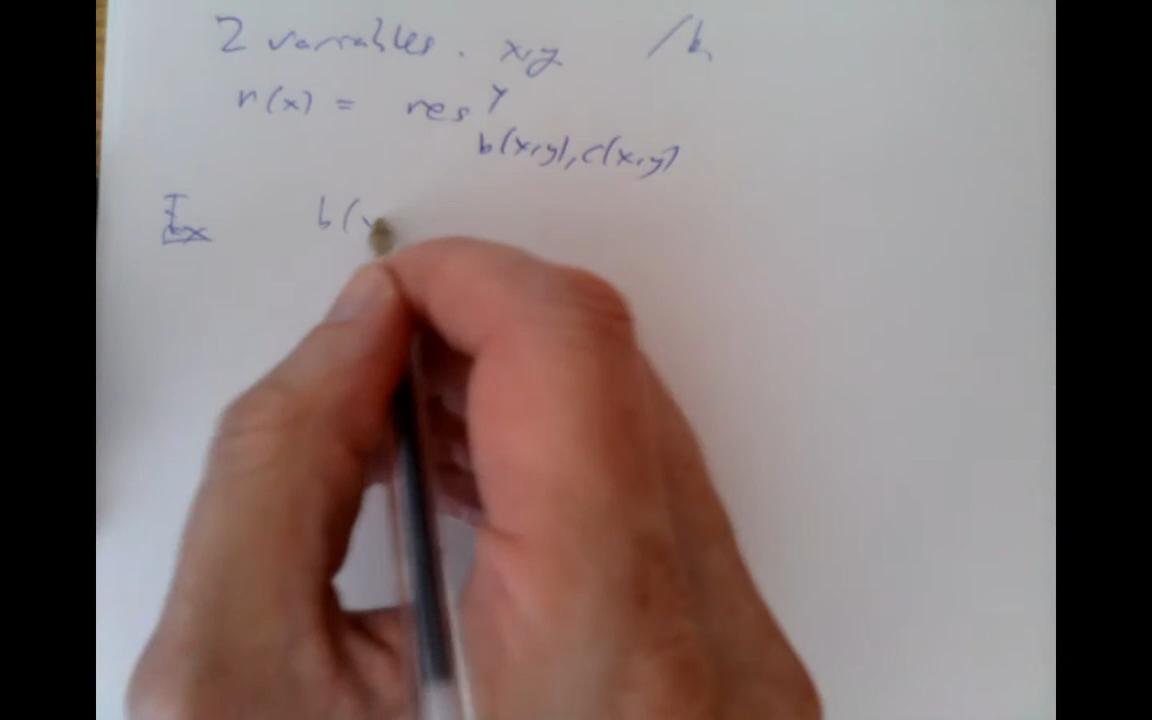 2 variables. x,y /k
r(x) = res^y
b(x,y), c(x,y)
Ex b(x